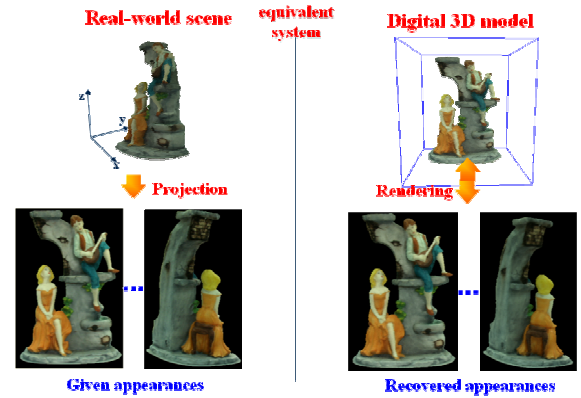 Real-world scene
equivalent
system
Digital 3D model
z
y
x
Projection
Rendering
Given appearances
Recovered appearances